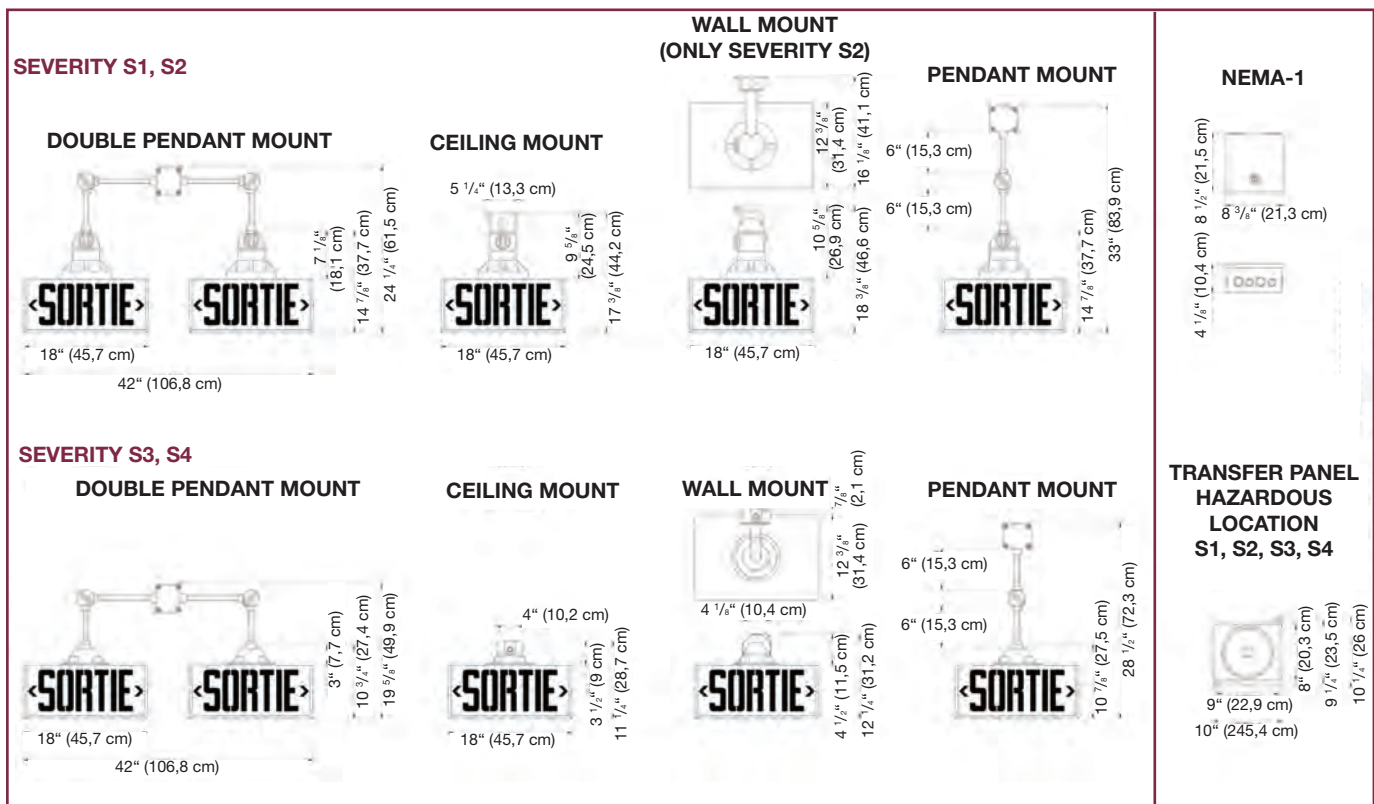 SEVERITY S1, S2
DOUBLE PENDANT MOUNT
7 1/8“
(18,1 cm)
14 7/8“ (37,7 cm)
24 1/4“ (61,5 cm)
‹SORTIE›
‹SORTIE›
18“ (45,7 cm)
42“ (106,8 cm)
CEILING MOUNT
5 1/4“ (13,3 cm)
9 5/8“
(24,5 cm)
17 3/8“ (44,2 cm)
‹SORTIE›
18“ (45,7 cm)
WALL MOUNT
(ONLY SEVERITY S2)
12 3/8“
(31,4 cm)
16 1/8“ (41,1 cm)
10 5/8“
(26,9 cm)
18 3/8“ (46,6 cm)
‹SORTIE›
18“ (45,7 cm)
PENDANT MOUNT
6“ (15,3 cm)
6“ (15,3 cm)
14 7/8“ (37,7 cm)
33“ (83,9 cm)
‹SORTIE›
NEMA-1
8 1/2“ (21,5 cm)
8 3/8“ (21,3 cm)
4 1/8“ (10,4 cm)
SEVERITY S3, S4
DOUBLE PENDANT MOUNT
3“ (7,7 cm)
10 3/4“ (27,4 cm)
19 5/8“ (49,9 cm)
‹SORTIE›
‹SORTIE›
18“ (45,7 cm)
42“ (106,8 cm)
CEILING MOUNT
4“ (10,2 cm)
3 1/2“ (9 cm)
11 1/4“ (28,7 cm)
‹SORTIE›
18“ (45,7 cm)
WALL MOUNT
7/8“
(2,1 cm)
12 3/8“
(31,4 cm)
4 1/8“ (10,4 cm)
4 1/2“ (11,5 cm)
12 1/4“ (31,2 cm)
‹SORTIE›
PENDANT MOUNT
6“ (15,3 cm)
6“ (15,3 cm)
10 7/8“ (27,5 cm)
28 1/2“ (72,3 cm)
‹SORTIE›
TRANSFER PANEL
HAZARDOUS
LOCATION
S1, S2, S3, S4
8“ (20,3 cm)
9 1/4“ (23,5 cm)
10 1/4“ (26 cm)
9“ (22,9 cm)
10“ (245,4 cm)